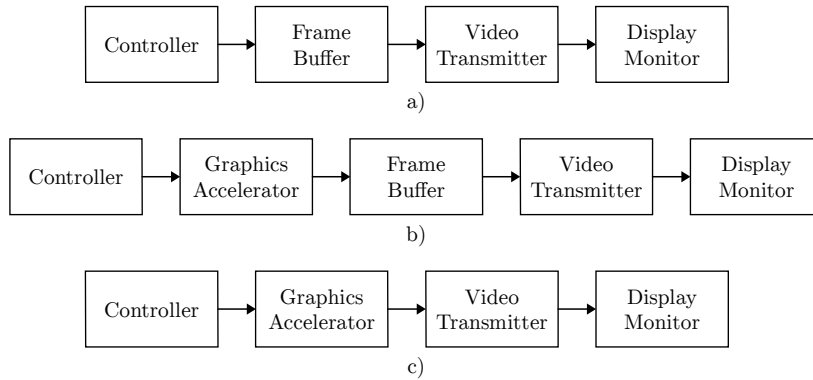 Controller
Frame
Buffer
Video
Transmitter
Display
Monitor
a)
Controller
Graphics
Accelerator
Frame
Buffer
Video
Transmitter
Display
Monitor
b)
Controller
Graphics
Accelerator
Video
Transmitter
Display
Monitor
c)